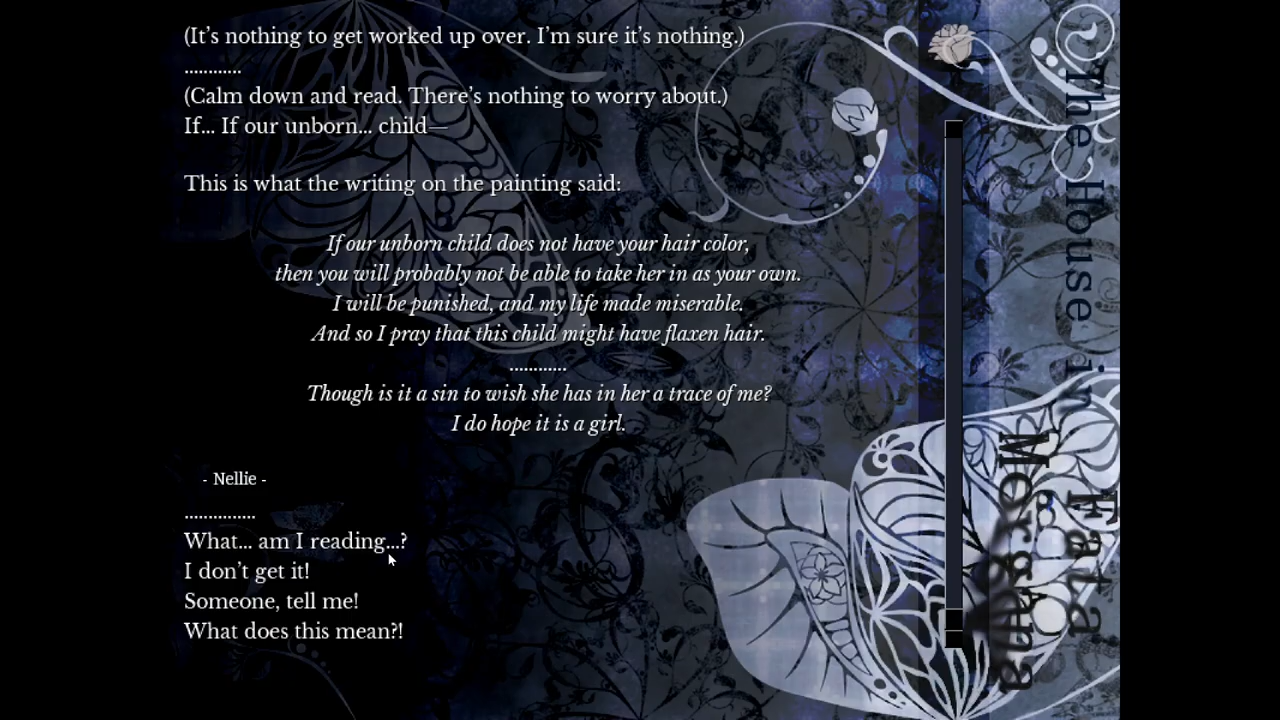 (It’s nothing to get worked up over. I’m sure it’s nothing.)
............
(Calm down and read. There’s nothing to worry about.)
If... If our unborn... child—
This is what the writing on the painting said:
If our unborn child does not have your hair color,
then you will probably not be able to take her in as your own.
I will be punished, and my life made miserable.
And so I pray that this child might have flaxen hair.
............
Though is it a sin to wish she has in her a trace of me?
I do hope it is a girl.
- Nellie -
...............
What... am I reading...?
I don’t get it!
Someone, tell me!
What does this mean?!
The House in
Fata
Morgana